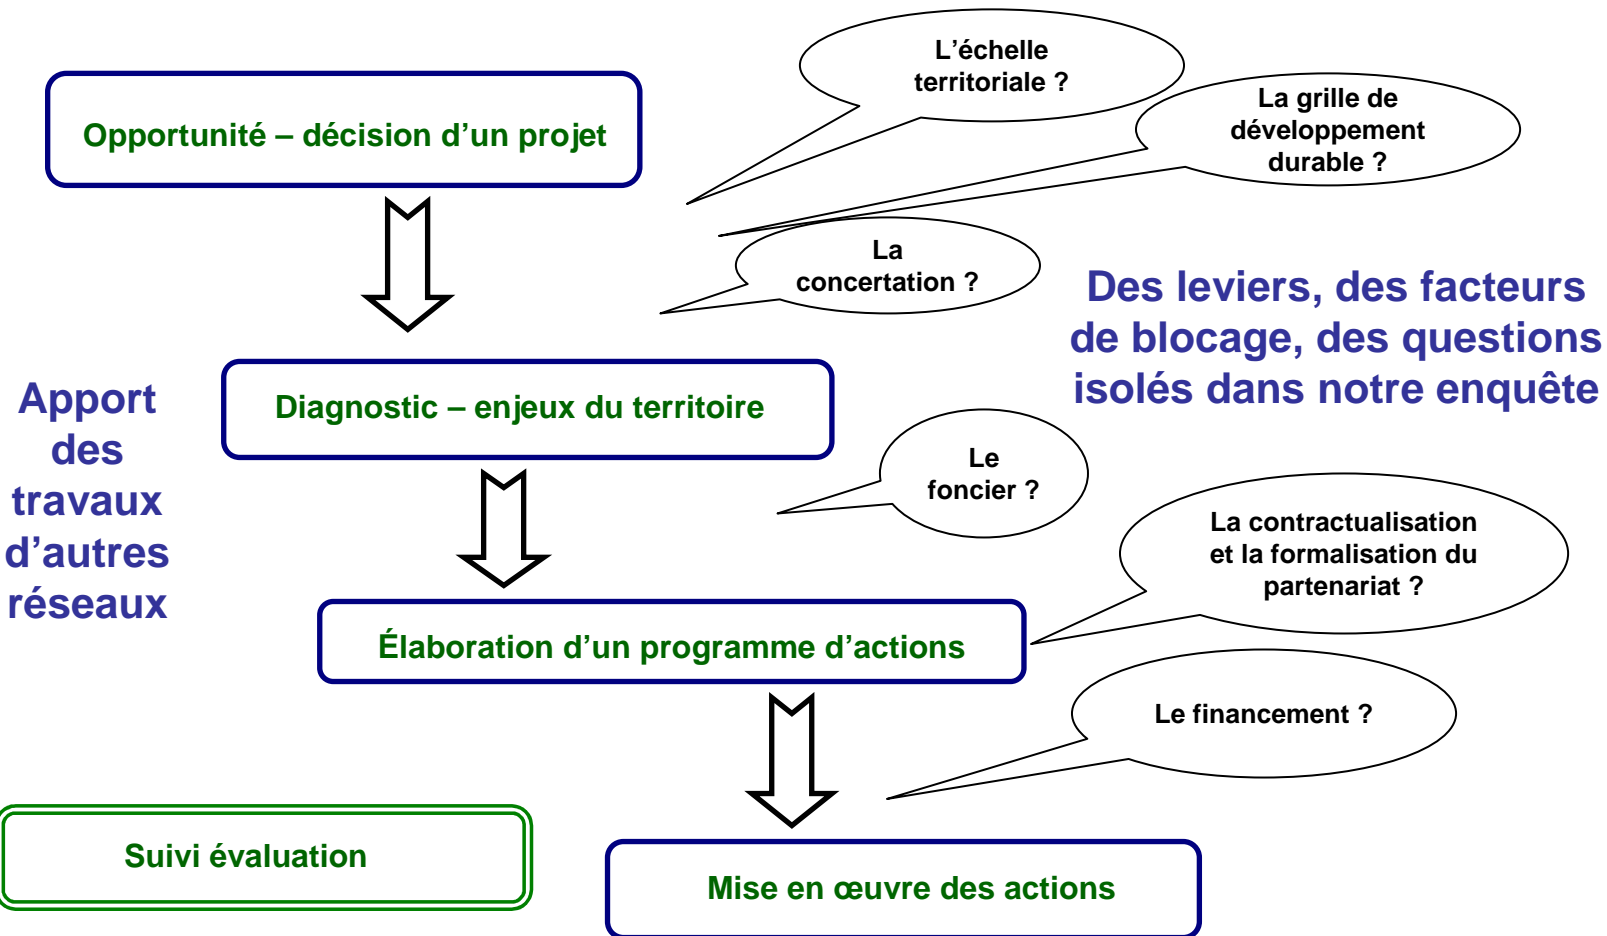 L'échelle
territoriale ?
La grille de
développement
durable ?
Opportunité – décision d'un projet
La
concertation ?
Des leviers, des facteurs
de blocage, des questions
isolés dans notre enquête
Apport
des
travaux
d'autres
réseaux
Diagnostic – enjeux du territoire
Le
foncier ?
La contractualisation
et la formalisation du
partenariat ?
Élaboration d'un programme d'actions
Le financement ?
Suivi évaluation
Mise en œuvre des actions